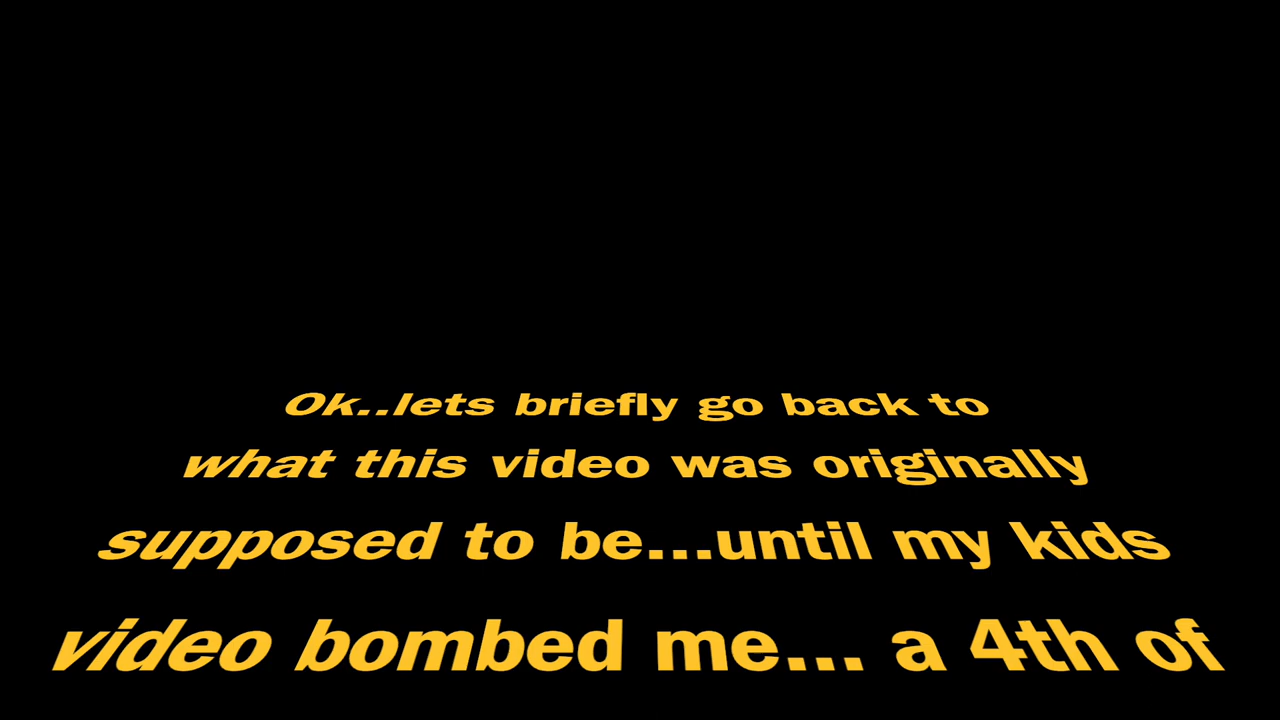 Ok..lets briefly go back to
what this video was originally
supposed to be...until my kids
video bombed me... a 4th of